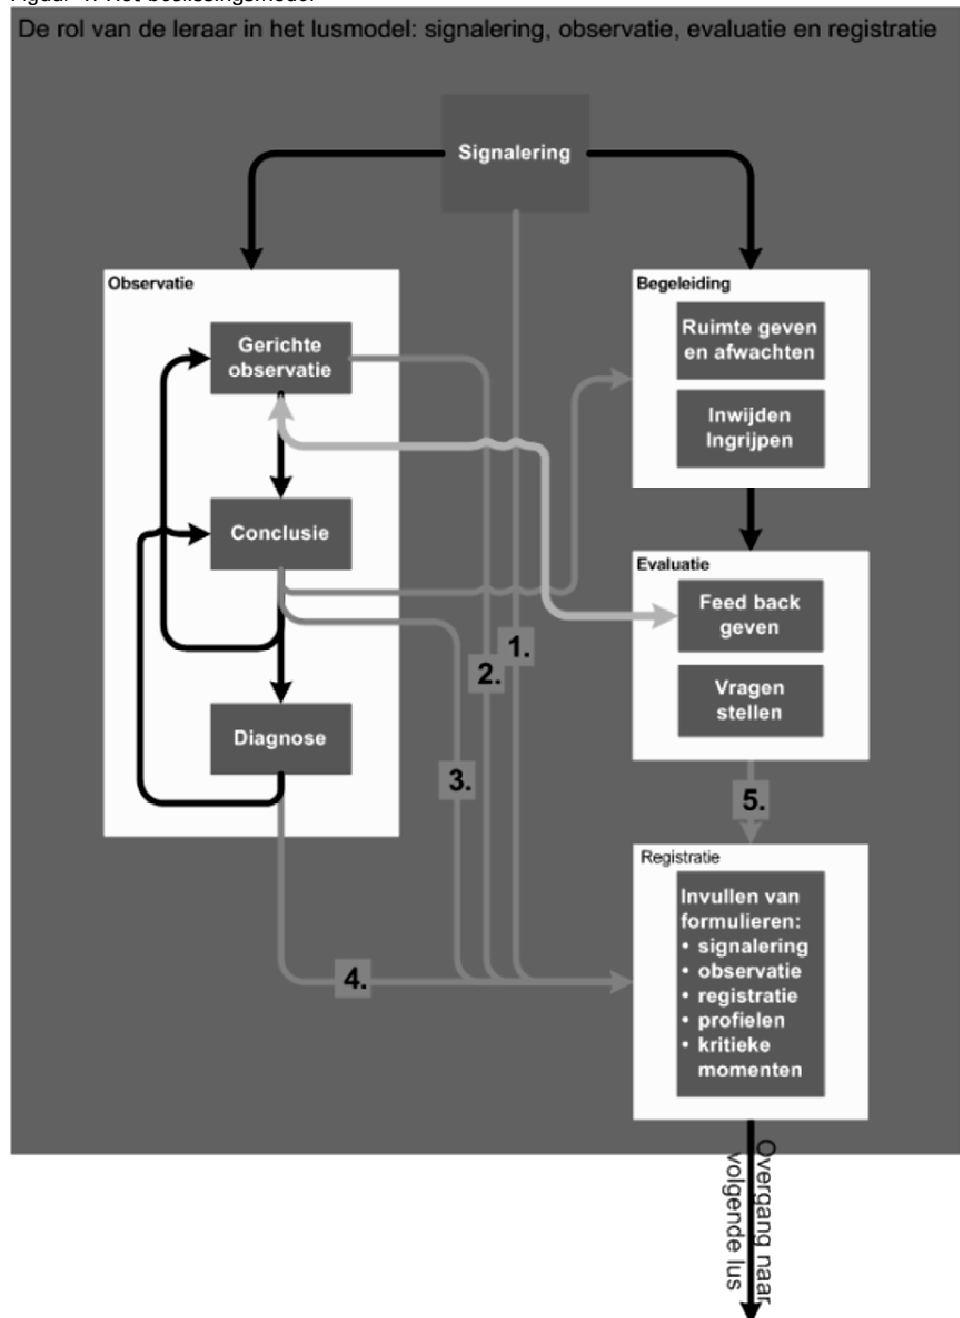 De rol van de leraar in het lusmodel: signalering, observatie, evaluatie en registratie
Signalering
Observatie
Gerichte
observatie
Conclusie
Diagnose
Begeleiding
Ruimte geven
en afwachten
Inwijden
Ingrijpen
Evaluatie
Feed back
geven
Vragen
stellen
1.
2.
3.
4.
5.
Registratie
Invullen van
formulieren:
• signalering
• observatie
• registratie
• profielen
• kritieke
momenten
Overgang naar
volgende lus